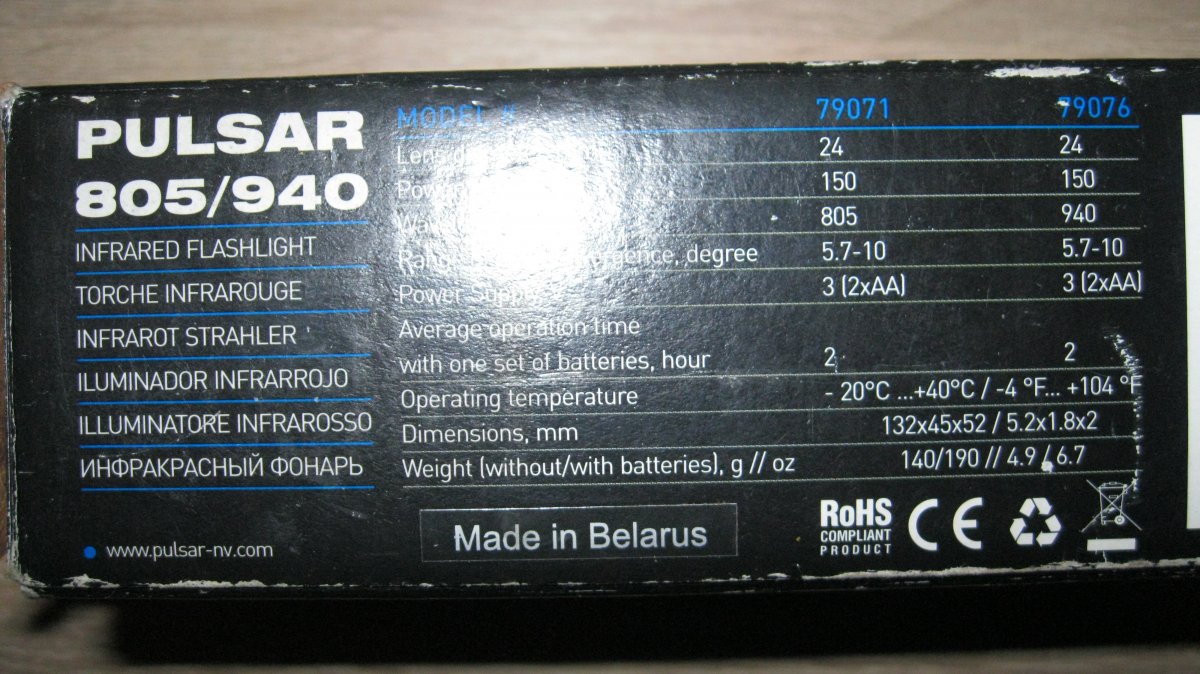 PULSAR
805/940
INFRARED FLASHLIGHT
TORCHE INFRAROUGE
INFRAROT STRAHLER
ILUMINADOR INFRARROJO
ILLUMINATORE INFRAROSSO
ИНФРАКРАСНЫЙ ФОНАРЬ
www.pulsar-nv.com
MODEL # 79071 79076
Lens 24 24
150 150
805 940
degree 5.7-10 5.7-10
Power Supply 3 (2xAA) 3 (2xAA)
Average operation time
with one set of batteries, hour 2 2
Operating temperature - 20°C ...+40°C / -4 °F... +104 °F
Dimensions, mm 132x45x52 / 5.2x1.8x2
Weight (without/with batteries), g // oz 140/190 // 4.9 / 6.7
Made in Belarus
RoHS
COMPLIANT
PRODUCT
CE